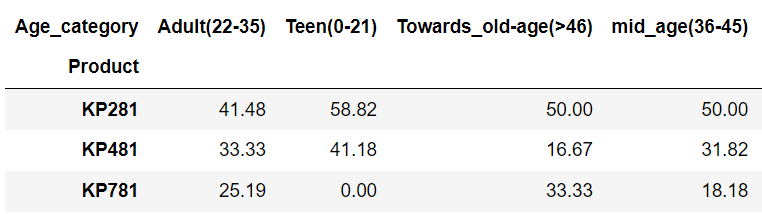 Age_category Adult(22-35) Teen(0-21) Towards_old-age(>46) mid_age(36-45)
Product
KP281 41.48 58.82 50.00 50.00
KP481 33.33 41.18 16.67 31.82
KP781 25.19 0.00 33.33 18.18